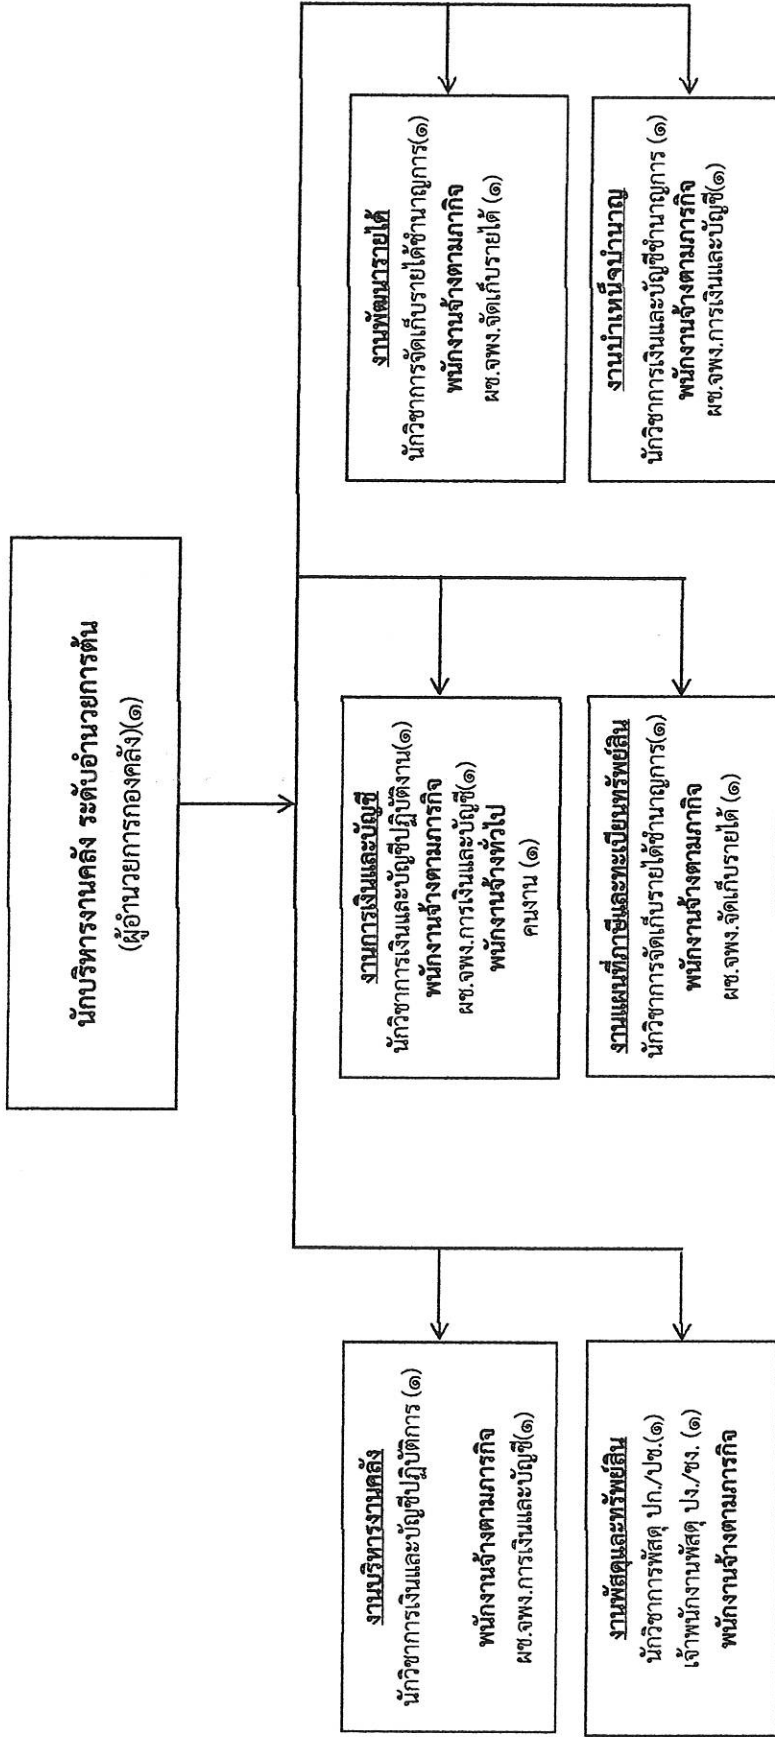 นักบริหารงานคลัง ระดับอำนวยการต้น
(ผู้อำนวยการกองคลัง)(๑)
งานบริหารงานคลัง
นักวิชาการเงินและบัญชีปฏิบัติการ (๑)
พนักงานจ้างตามภารกิจ
ผช.จพง.การเงินและบัญชี(๑)
งานการเงินและบัญชี
นักวิชาการเงินและบัญชีปฏิบัติงาน(๑)
พนักงานจ้างตามภารกิจ
ผช.จพง.การเงินและบัญชี(๑)
พนักงานจ้างทั่วไป
คนงาน (๑)
งานพัฒนารายได้
นักวิชาการจัดเก็บรายได้ชำนาญการ(๑)
พนักงานจ้างตามภากิจ
ผช.จพง.จัดเก็บรายได้ (๑)
งานพัสดุและทรัพย์สิน
นักวิชาการพัสดุ ปก./ปช.(๑)
เจ้าพนักงานพัสดุ ปง./ชง. (๑)
พนักงานจ้างตามภารกิจ
งานแผนที่ภาษีและทะเบียนทรัพย์สิน
นักวิชาการจัดเก็บรายได้ชำนาญการ(๑)
พนักงานจ้างตามภากิจ
ผช.จพง.จัดเก็บรายได้ (๑)
งานบำเหน็จบำนาญ
นักวิชาการเงินและบัญชีชำนาญการ (๑)
พนักงานจ้างตามภารกิจ
ผช.จพง.การเงินและบัญชี(๑)